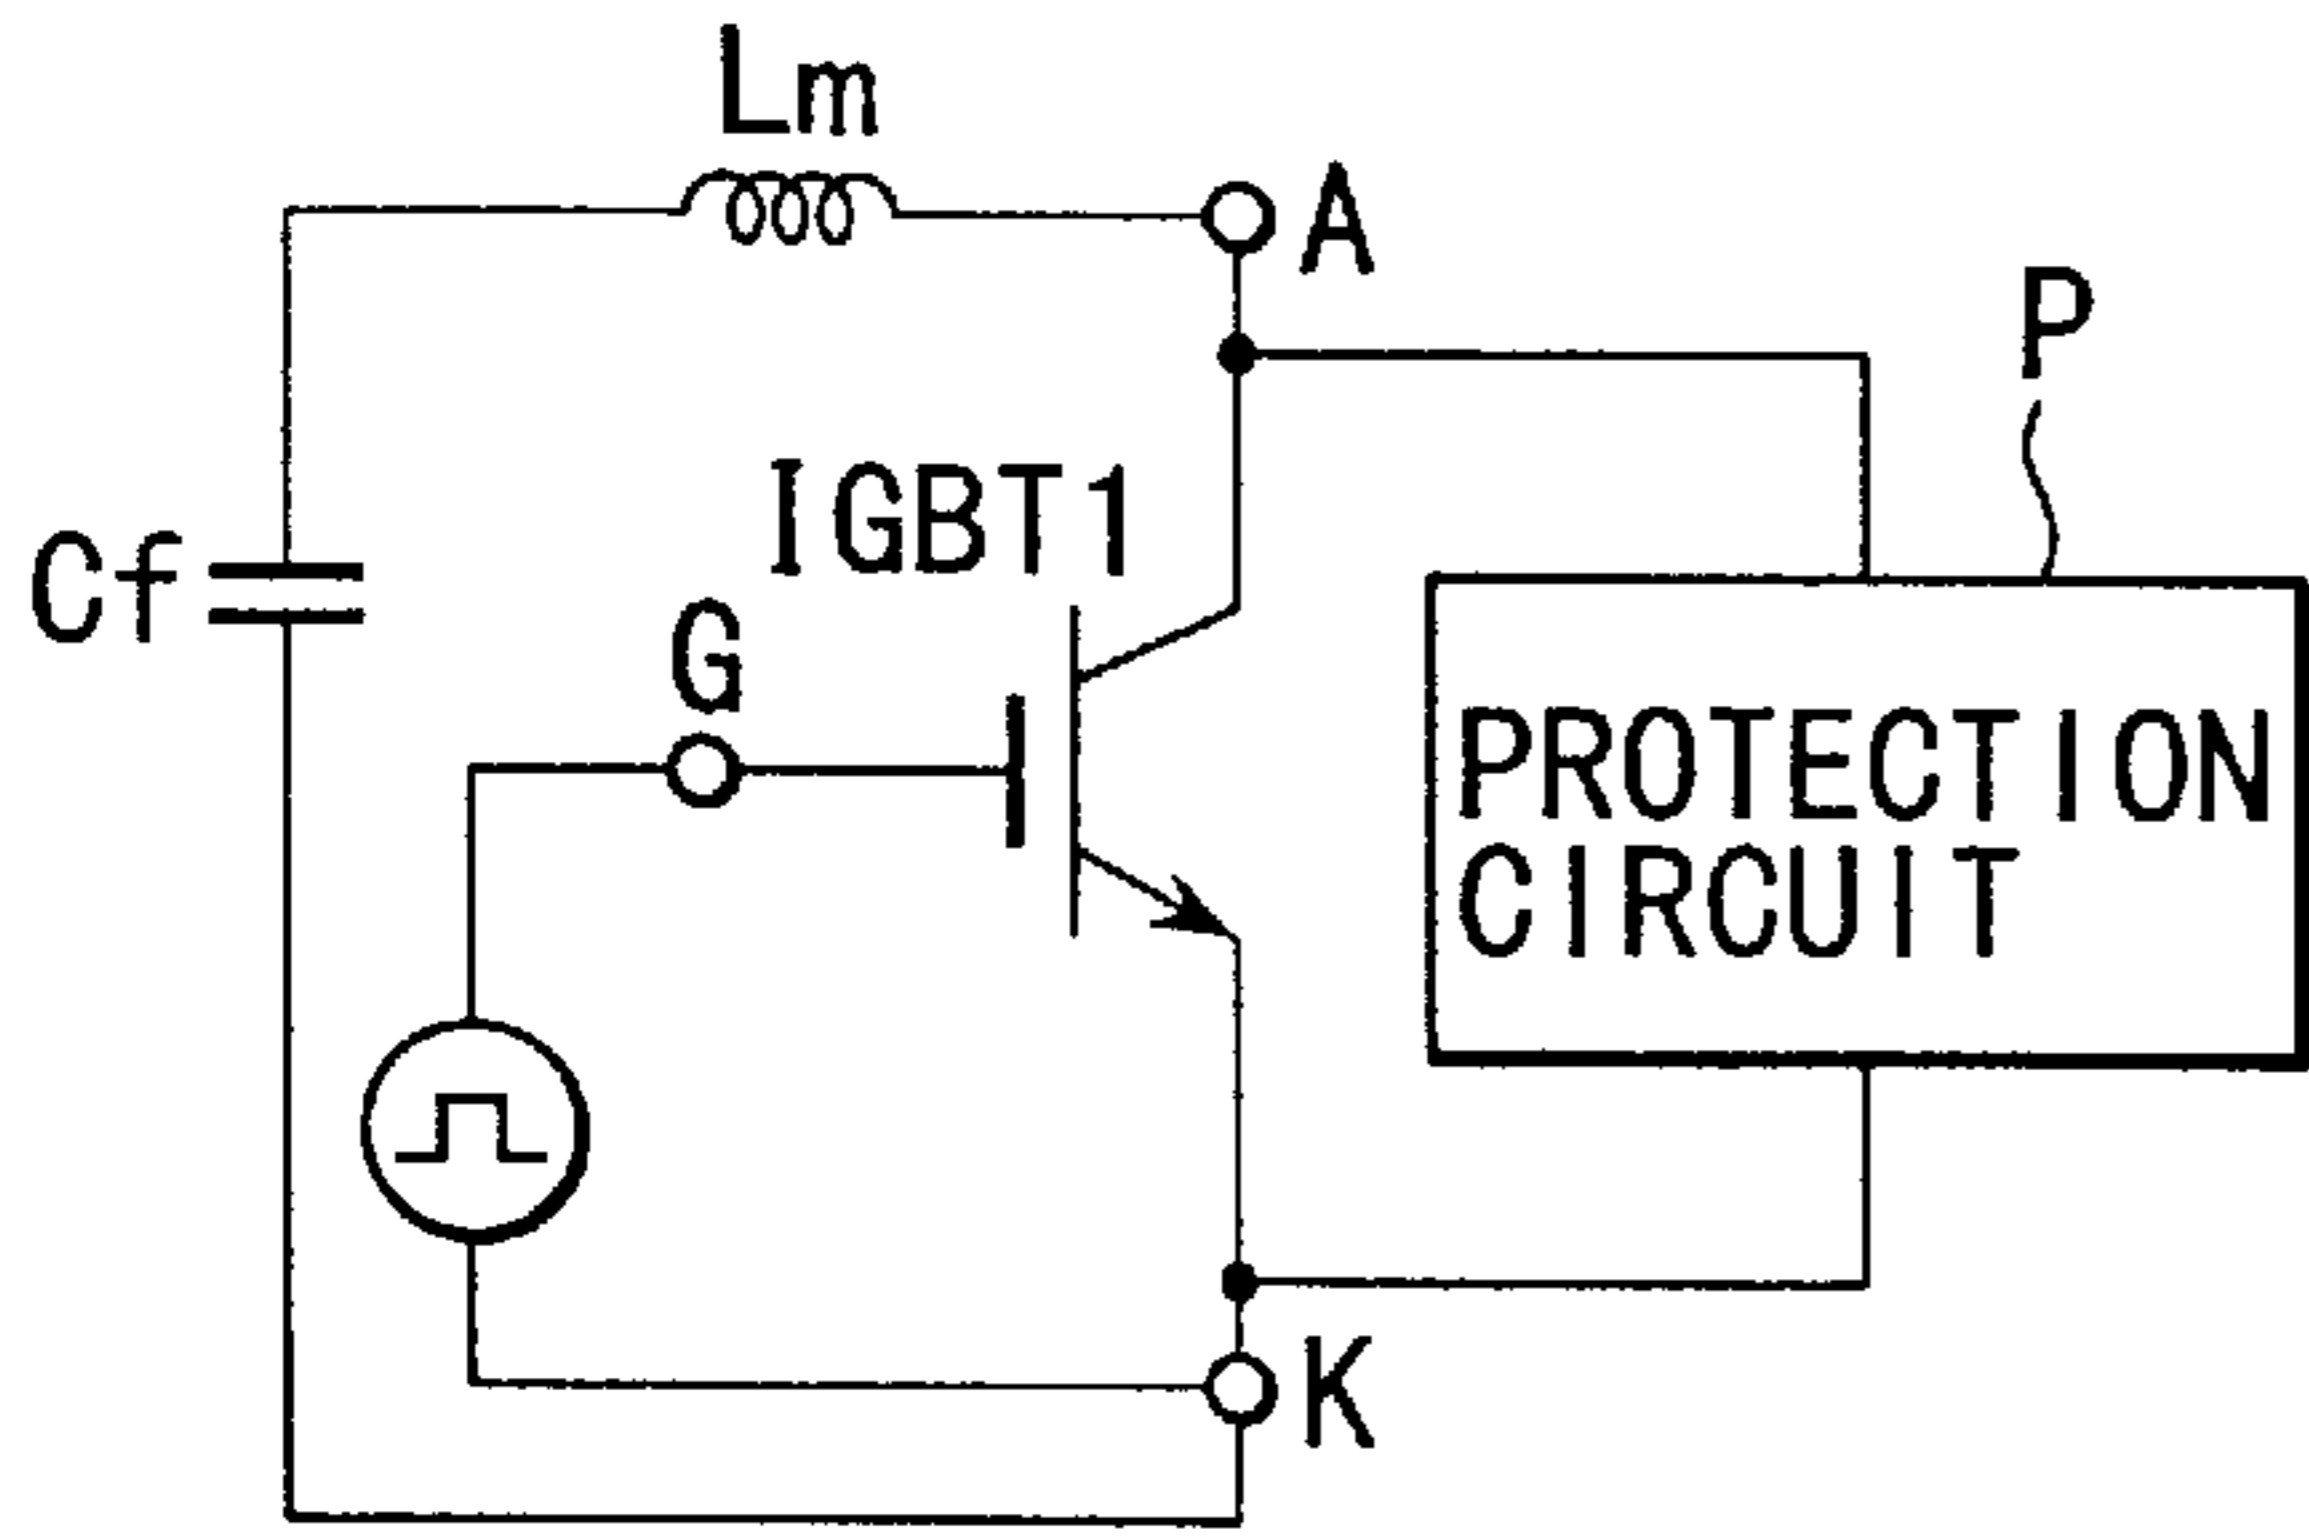 Lm
A
P
IGBT1
Cf
G
PROTECTION
CIRCUIT
K